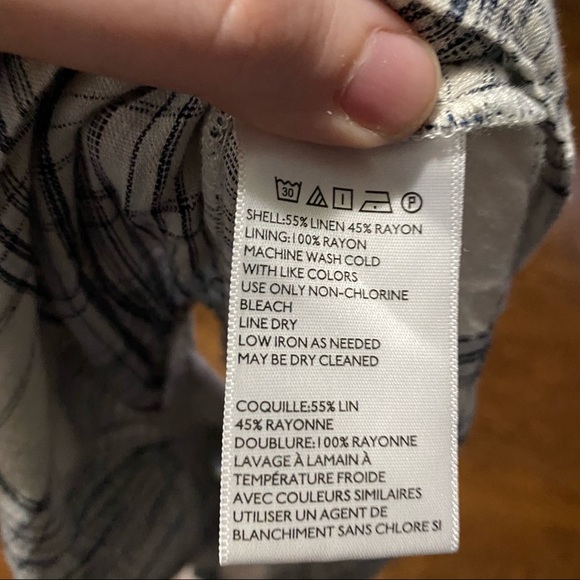 30 P
SHELL:55% LINEN 45% RAYON
LINING:100% RAYON
MACHINE WASH COLD
WITH LIKE COLORS
USE ONLY NON-CHLORINE
BLEACH
LINE DRY
LOW IRON AS NEEDED
MAY BE DRY CLEANED
COQUILLE:55% LIN
45% RAYONNE
DOUBLURE:100% RAYONNE
LAVAGE À LAMAIN À
TEMPÉRATURE FROIDE
AVEC COULEURS SIMILAIRES
UTILISER UN AGENT DE
BLANCHIMENT SANS CHLORE SI